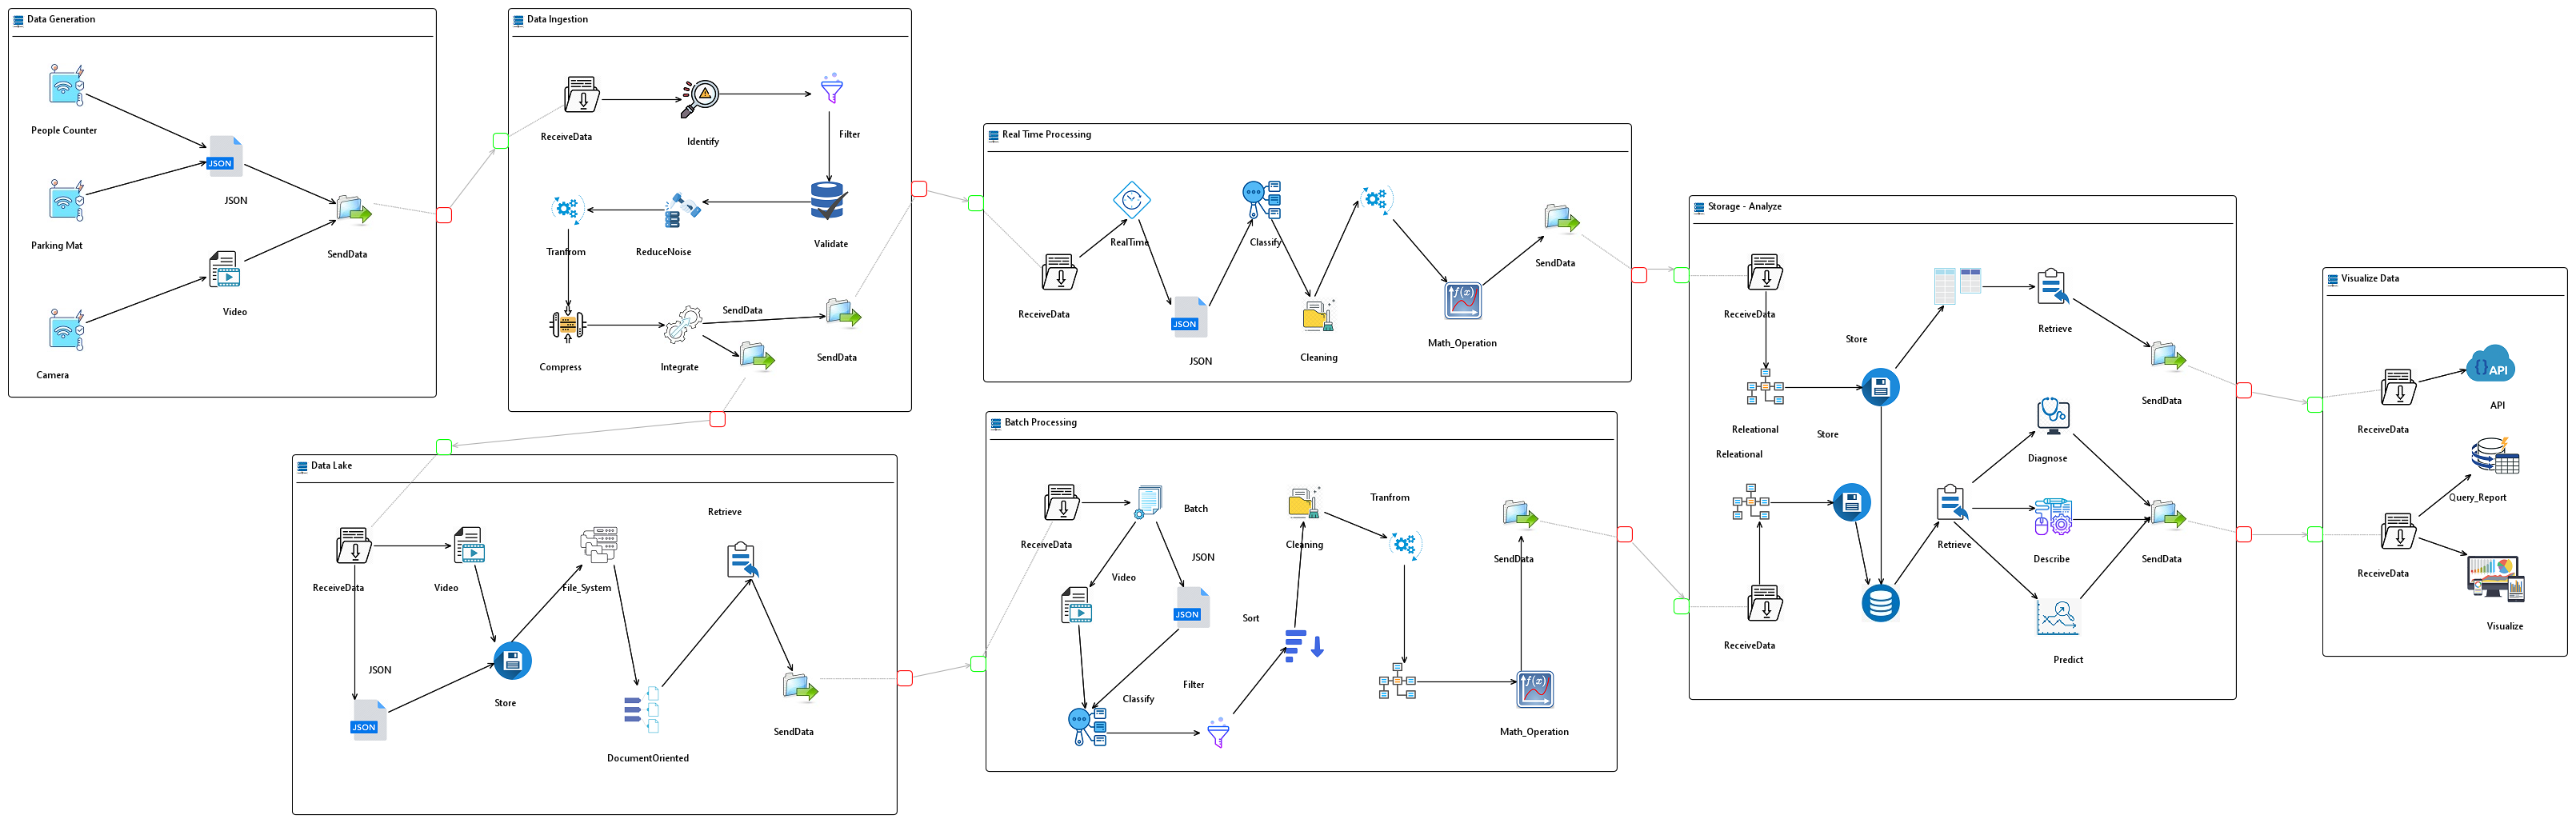 Data Generation
People Counter
JSON
JSON
Parking Mat
SendData
Video
Camera
Data Ingestion
ReceiveData
Identify
Filter
Validate
ReduceNoise
Tranfrom
Compress
Integrate
SendData
SendData
Real Time Processing
ReceiveData
RealTime
JSON
JSON
Classify
Cleaning
f(x)
Math_Operation
SendData
Data Lake
ReceiveData
Video
JSON
JSON
Store
File_System
DocumentOriented
Retrieve
SendData
Batch Processing
ReceiveData
Batch
Video
JSON
JSON
Classify
Filter
Sort
Cleaning
Tranfrom
f(x)
Math_Operation
SendData
Storage - Analyze
ReceiveData
Releational
Store
Retrieve
SendData
Releational
Store
ReceiveData
Retrieve
Diagnose
Describe
Predict
SendData
Visualize Data
ReceiveData
{} API
API
Query_Report
ReceiveData
Visualize